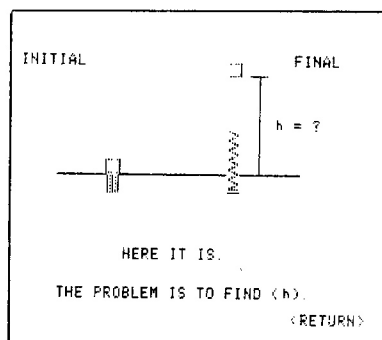 INITIAL FINAL
h = ?
HERE IT IS.
THE PROBLEM IS TO FIND (h).
<RETURN>